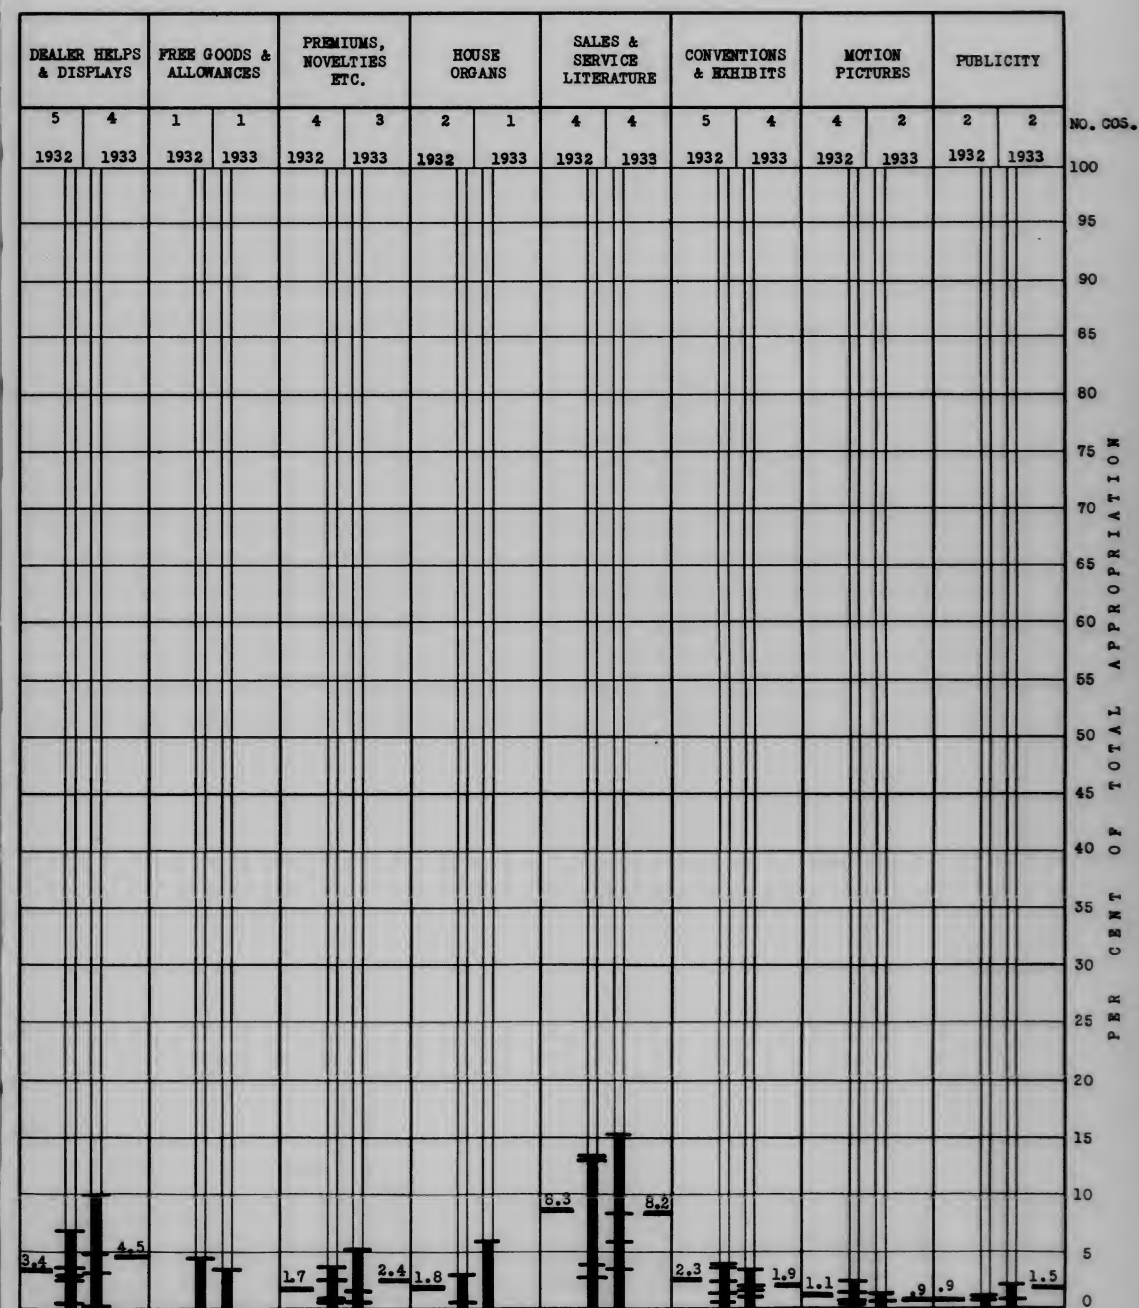 DEALER HELPS
& DISPLAYS
FREE GOODS &
ALLOWANCES
PREMIUMS,
NOVELTIES
ETC.
HOUSE
ORGANS
SALES &
SERVICE
LITERATURE
CONVENTIONS
& EXHIBITS
MOTION
PICTURES
PUBLICITY
5 4 1 1 4 3 2 1 4 4 5 4 4 2 2 2 NO. COS.
1932 1933 1932 1933 1932 1933 1932 1933 1932 1933 1932 1933 1932 1933 1932 1933
100
95
90
85
80
75
70
65
60
55
50
45
40
35
30
25
20
15
10
5
0
PER CENT OF TOTAL APPROPRIATION
3.4 4.5 1.7 2.4 1.8 8.3 8.2 2.3 1.9 1.1 .9 .9 1.5